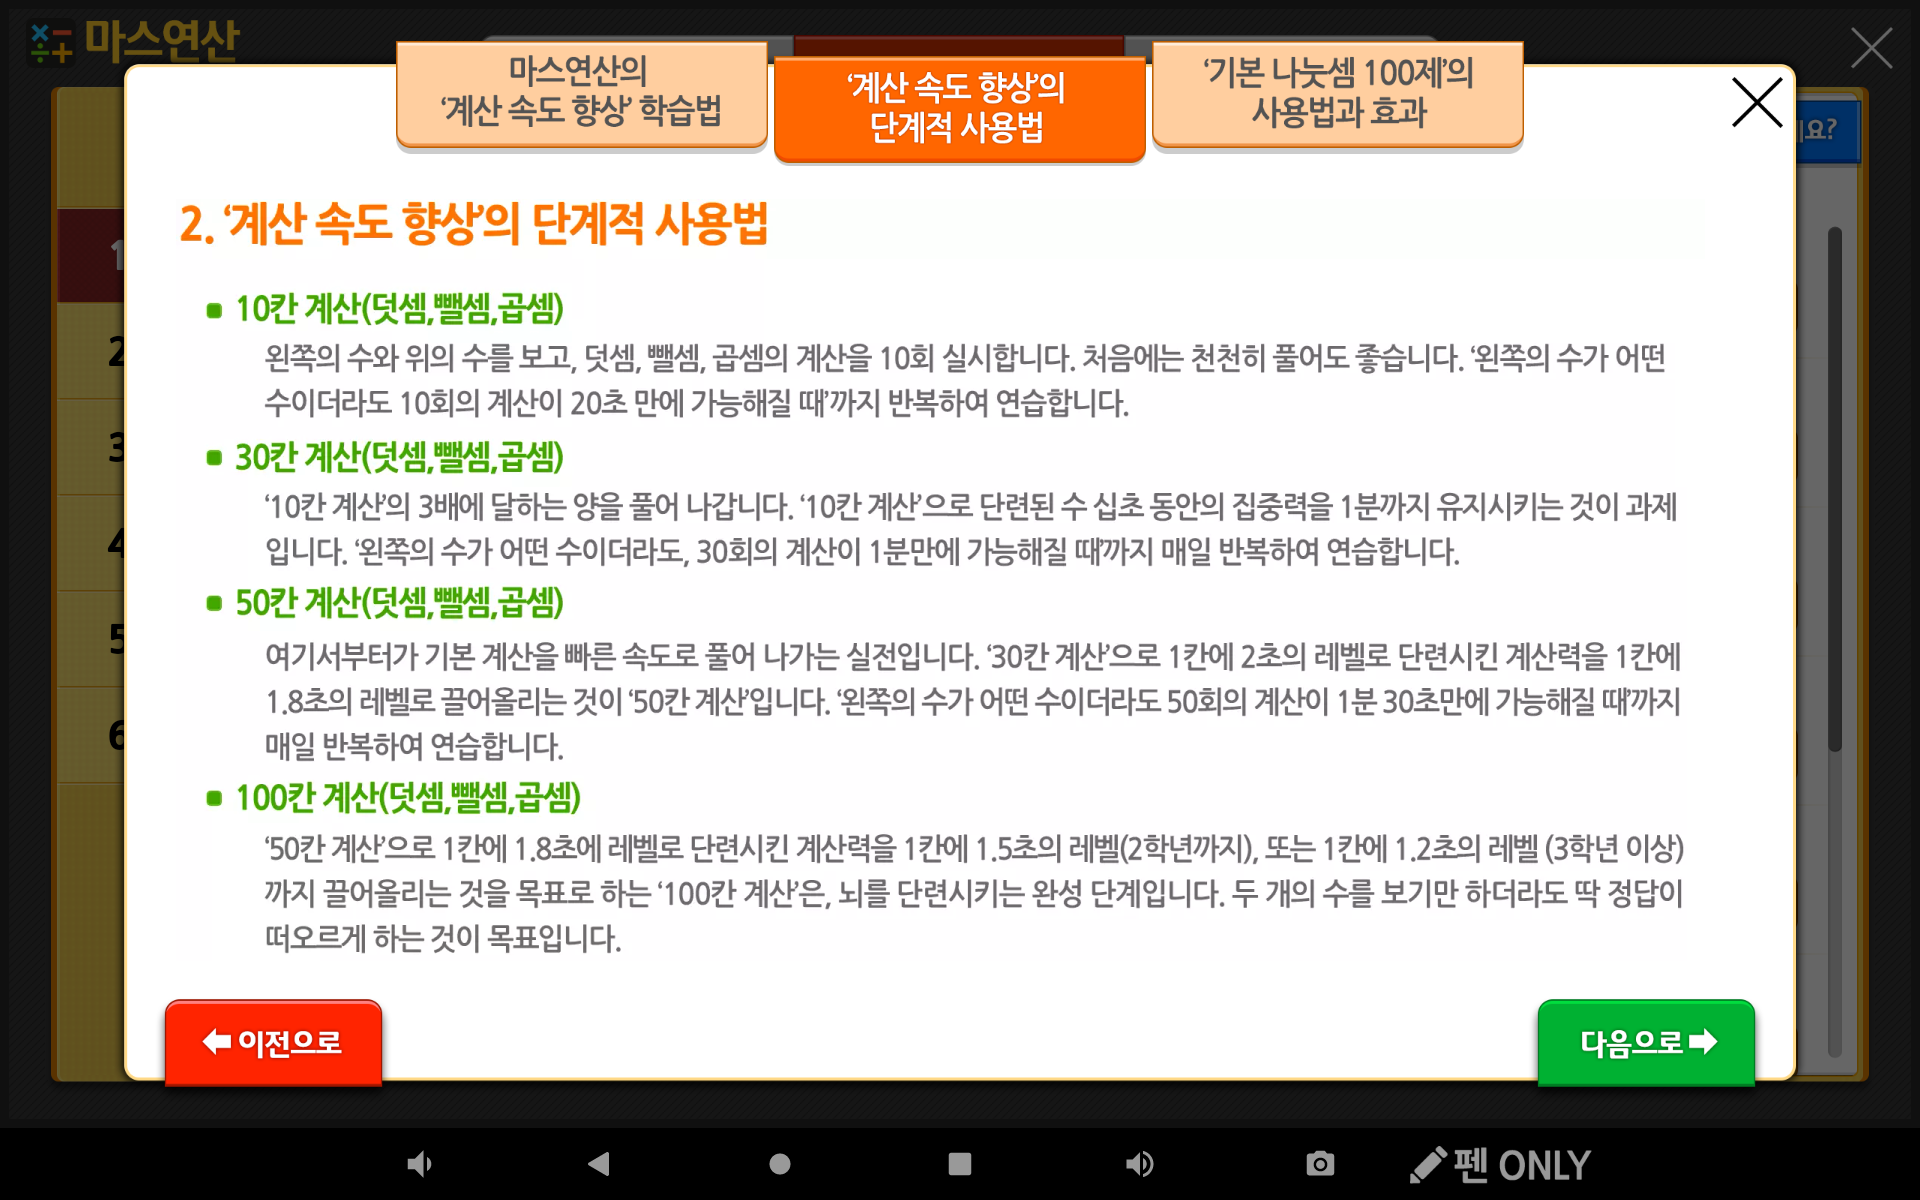 마스연산
마스연산의
‘계산 속도 향상’ 학습법
‘계산 속도 향상’의
단계적 사용법
‘기본 나눗셈 100제’의
사용법과 효과
요?
2. ‘계산 속도 향상’의 단계적 사용법
10칸 계산(덧셈,뺄셈,곱셈)
왼쪽의 수와 위의 수를 보고, 덧셈, 뺄셈, 곱셈의 계산을 10회 실시합니다. 처음에는 천천히 풀어도 좋습니다. ‘왼쪽의 수가 어떤
수이더라도 10회의 계산이 20초 만에 가능해질 때’까지 반복하여 연습합니다.
30칸 계산(덧셈,뺄셈,곱셈)
‘10칸 계산’의 3배에 달하는 양을 풀어 나갑니다. ‘10칸 계산’으로 단련된 수 십초 동안의 집중력을 1분까지 유지시키는 것이 과제
입니다. ‘왼쪽의 수가 어떤 수이더라도, 30회의 계산이 1분만에 가능해질 때’까지 매일 반복하여 연습합니다.
50칸 계산(덧셈,뺄셈,곱셈)
여기서부터가 기본 계산을 빠른 속도로 풀어 나가는 실전입니다. ‘30칸 계산’으로 1칸에 2초의 레벨로 단련시킨 계산력을 1칸에
1.8초의 레벨로 끌어올리는 것이 ‘50칸 계산’입니다. ‘왼쪽의 수가 어떤 수이더라도 50회의 계산이 1분 30초만에 가능해질 때’까지
매일 반복하여 연습합니다.
100칸 계산(덧셈,뺄셈,곱셈)
‘50칸 계산’으로 1칸에 1.8초에 레벨로 단련시킨 계산력을 1칸에 1.5초의 레벨(2학년까지), 또는 1칸에 1.2초의 레벨 (3학년 이상)
까지 끌어올리는 것을 목표로 하는 ‘100칸 계산’은, 뇌를 단련시키는 완성 단계입니다. 두 개의 수를 보기만 하더라도 딱 정답이
떠오르게 하는 것이 목표입니다.
1
2
3
4
5
6
이전으로
다음으로
펜 ONLY